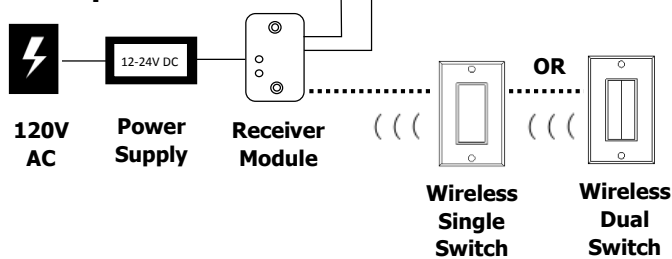 12-24V DC
OR
120V
AC
Power
Supply
Receiver
Module
Wireless
Single
Switch
Wireless
Dual
Switch